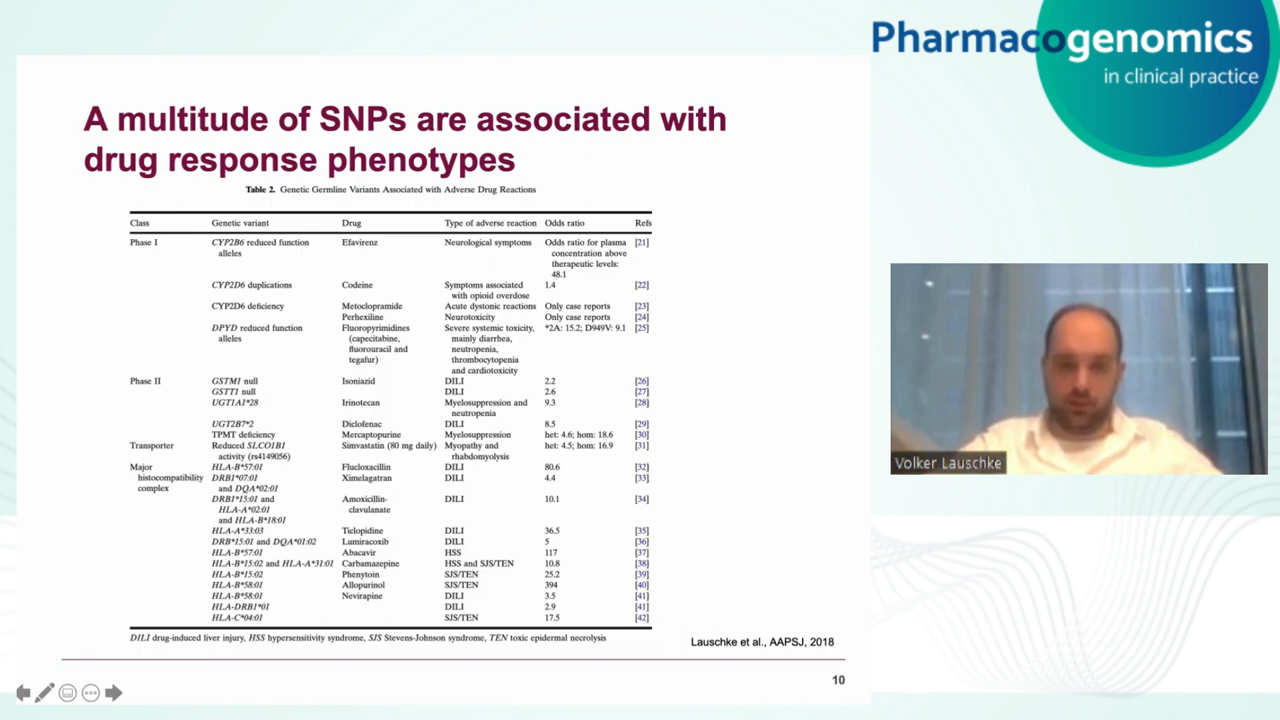 Pharmacogenomics
in clinical practice
A multitude of SNPs are associated with
drug response phenotypes
Table 2. Genetic Germline Variants Associated with Adverse Drug Reactions
Class Genetic variant Drug Type of adverse reaction Odds ratio Refs
Phase I CYP2B6 reduced function Efavirenz Neurological symptoms Odds ratio for plasma [21]
alleles concentration above
therapeutic levels:
48.1
CYP2D6 duplications Codeine Symptoms associated 1.4 [22]
with opioid overdose
CYP2D6 deficiency Metoclopramide Acute dystonic reactions Only case reports [23]
Perhexiline Neurotoxicity Only case reports [24]
DPYD reduced function Fluoropyrimidines Severe systemic toxicity, *2A: 15.2; D949V: 9.1 [25]
alleles (capecitabine, mainly diarrhea,
fluorouracil and neutropenia,
tegafur) thrombocytopenia
and cardiotoxicity
Phase II GSTM1 null Isoniazid DILI 2.2 [26]
GSTT1 null DILI 2.6 [27]
UGT1A1*28 Irinotecan Myelosuppression and 9.3 [28]
neutropenia
UGT2B7*2 Diclofenac DILI 8.5 [29]
TPMT deficiency Mercaptopurine Myelosuppression het: 4.6; hom: 18.6 [30]
Transporter Reduced SLCO1B1 Simvastatin (80 mg daily) Myopathy and het: 4.5; hom: 16.9 [31]
activity (rs4149056) rhabdomyolysis
Major HLA-B*57:01 Flucloxacillin DILI 80.6 [32]
histocompatibility DRB1*07:01 Ximelagatran DILI 4.4 [33]
complex and DQA*02:01
DRB1*15:01 and Amoxicillin- DILI 10.1 [34]
HLA-A*02:01 clavulanate
and HLA-B*18:01
HLA-A*33:03 Ticlopidine DILI 36.5 [35]
DRB*15:01 and DQA*01:02 Lumiracoxib DILI 5 [36]
HLA-B*57:01 Abacavir HSS 117 [37]
HLA-B*15:02 and HLA-A*31:01 Carbamazepine HSS and SJS/TEN 10.8 [38]
HLA-B*15:02 Phenytoin SJS/TEN 25.2 [39]
HLA-B*58:01 Allopurinol SJS/TEN 394 [40]
HLA-B*58:01 Nevirapine DILI 3.5 [41]
HLA-DRB1*01 DILI 2.9 [41]
HLA-C*04:01 SJS/TEN 17.5 [42]
DILI drug-induced liver injury, HSS hypersensitivity syndrome, SJS Stevens-Johnson syndrome, TEN toxic epidermal necrolysis
Lauschke et al., AAPSJ, 2018
10
Volker Lauschke